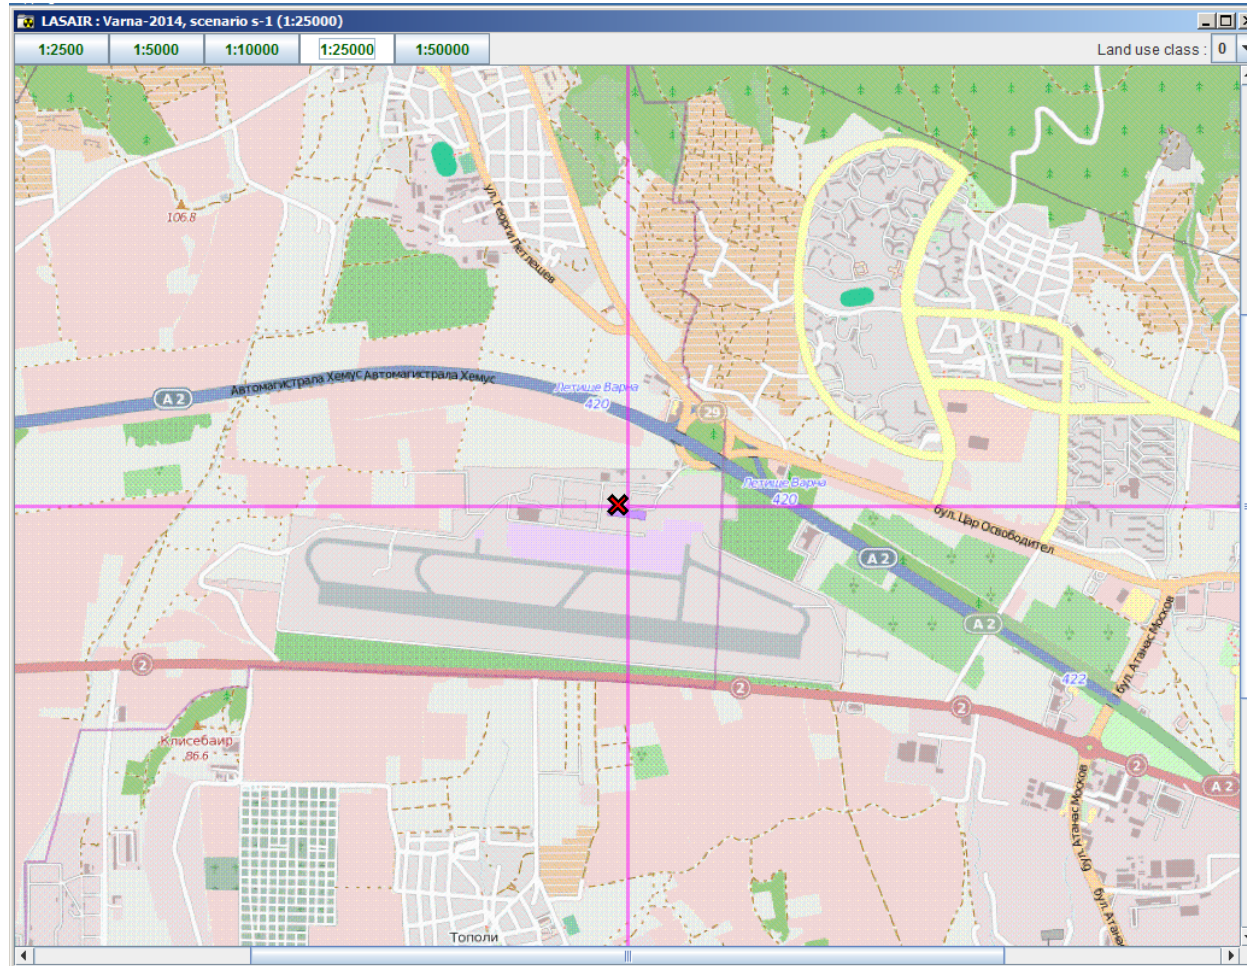 LASAIR : Varna-2014, scenario s-1 (1:25000)
1:2500 1:5000 1:10000 1:25000 1:50000 Land use class : 0
106.8
ул. Георги Петлешев
Автомагистрала Хемус Автомагистрала Хемус
A 2
Летище Варна
420
29
Летище Варна
420
бул. Цар Освободител
A 2
A 2
бул. Атанас Москов
2
422
2
2
Клисебаир
86.6
2
A 2
бул. Атанас Москов
бул. Ата
Тополи